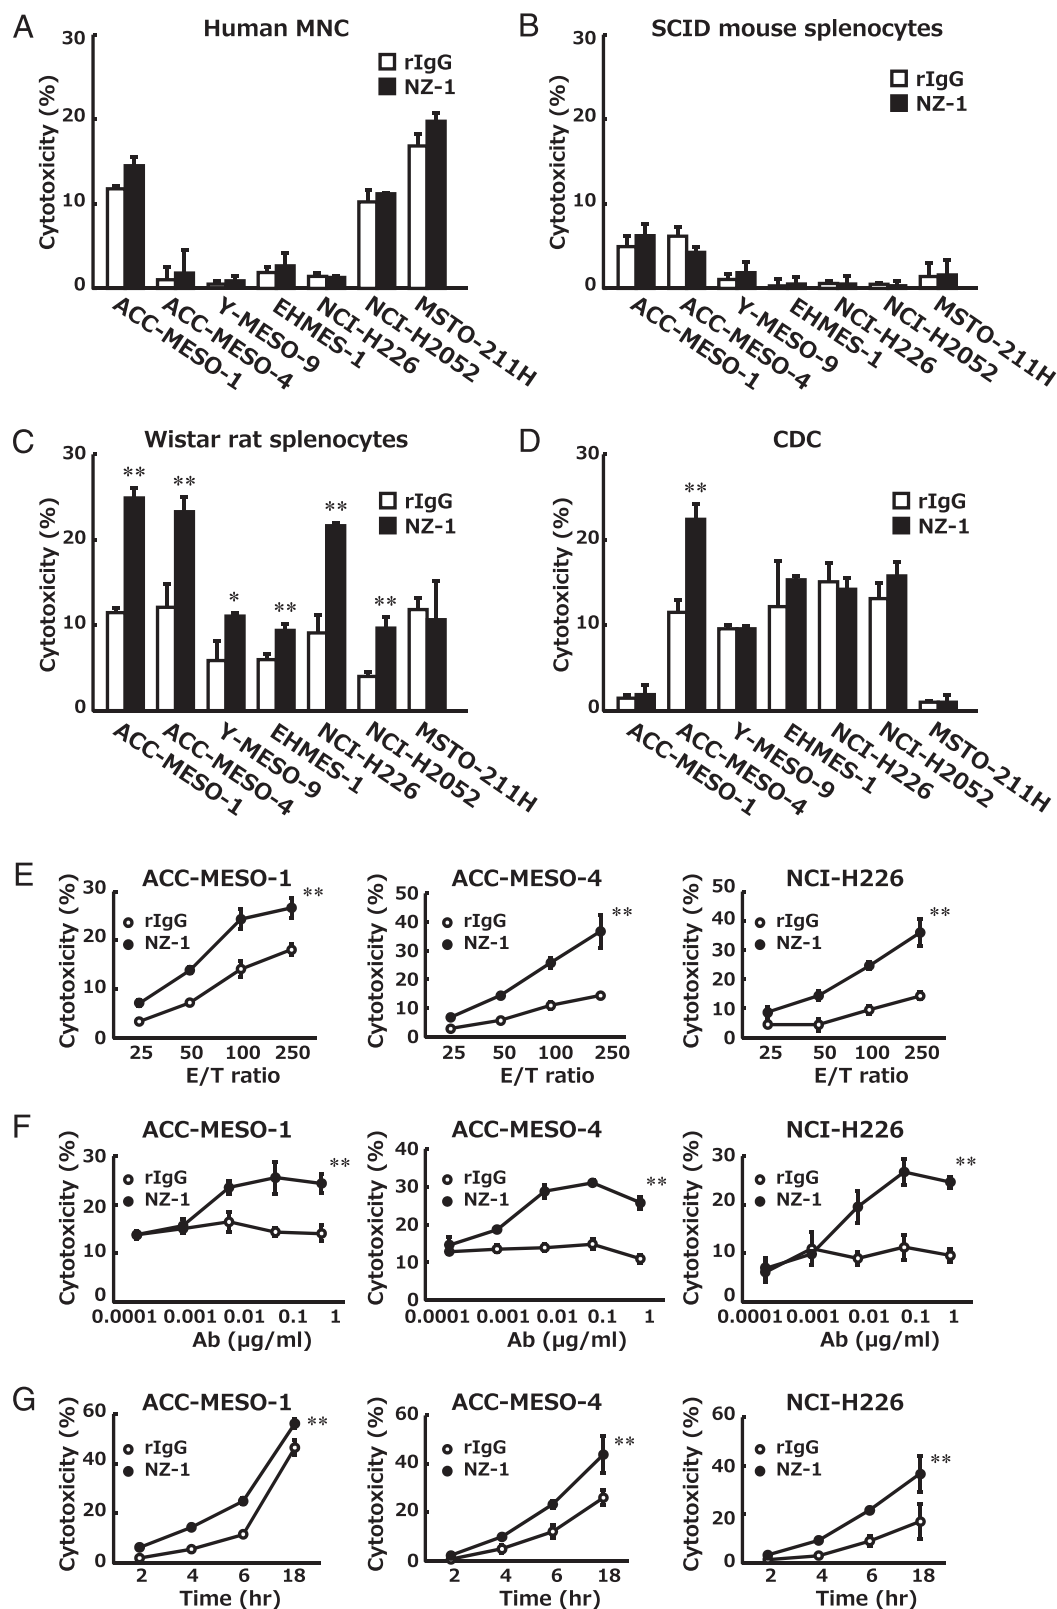 A
Human MNC
Cytotoxicity (%)
30
20
10
0
rIgG
NZ-1
ACC-MESO-1
ACC-MESO-4
Y-MESO-9
EHMES-1
NCI-H226
NCI-H2052
MSTO-211H
B
SCID mouse splenocytes
Cytotoxicity (%)
30
20
10
0
rIgG
NZ-1
ACC-MESO-1
ACC-MESO-4
Y-MESO-9
EHMES-1
NCI-H226
NCI-H2052
MSTO-211H
C
Wistar rat splenocytes
Cytotoxicity (%)
30
20
10
0
rIgG
NZ-1
** ** * ** ** **
ACC-MESO-1
ACC-MESO-4
Y-MESO-9
EHMES-1
NCI-H226
NCI-H2052
MSTO-211H
D
CDC
Cytotoxicity (%)
30
20
10
0
rIgG
NZ-1
**
ACC-MESO-1
ACC-MESO-4
Y-MESO-9
EHMES-1
NCI-H226
NCI-H2052
MSTO-211H
E
ACC-MESO-1
Cytotoxicity (%)
30
20
10
0
rIgG
NZ-1
**
25 50 100 250
E/T ratio
ACC-MESO-4
Cytotoxicity (%)
50
40
30
20
10
0
rIgG
NZ-1
**
25 50 100 250
E/T ratio
NCI-H226
Cytotoxicity (%)
50
40
30
20
10
0
rIgG
NZ-1
**
25 50 100 250
E/T ratio
F
ACC-MESO-1
Cytotoxicity (%)
30
20
10
0
rIgG
NZ-1
**
0.0001 0.001 0.01 0.1 1
Ab (µg/ml)
ACC-MESO-4
Cytotoxicity (%)
40
30
20
10
0
rIgG
NZ-1
**
0.0001 0.001 0.01 0.1 1
Ab (µg/ml)
NCI-H226
Cytotoxicity (%)
30
20
10
0
rIgG
NZ-1
**
0.0001 0.001 0.01 0.1 1
Ab (µg/ml)
G
ACC-MESO-1
Cytotoxicity (%)
60
40
20
0
rIgG
NZ-1
**
2 4 6 18
Time (hr)
ACC-MESO-4
Cytotoxicity (%)
60
40
20
0
rIgG
NZ-1
**
2 4 6 18
Time (hr)
NCI-H226
Cytotoxicity (%)
60
40
20
0
rIgG
NZ-1
**
2 4 6 18
Time (hr)